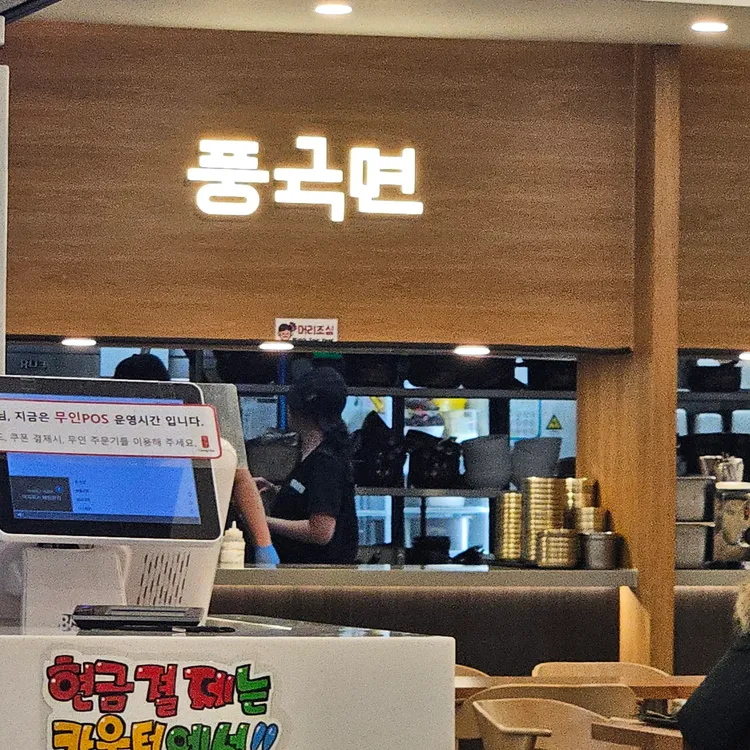 풍국면
머리조심
님, 지금은 무인POS 운영시간 입니다.
쿠폰 결제시, 무인 주문기를 이용해 주세요.
현금결제는
카운터에서!!